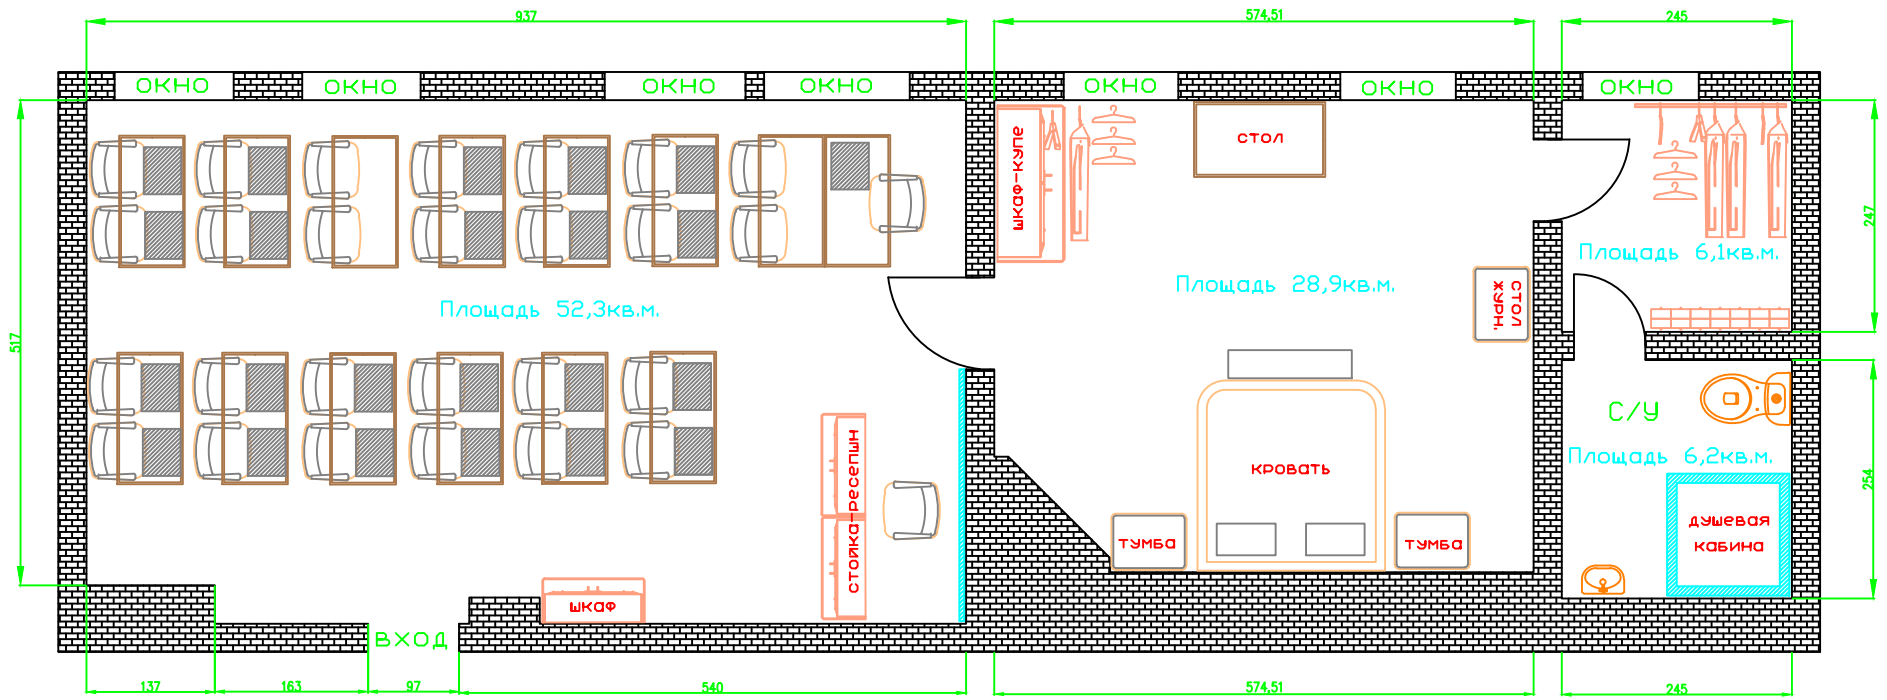 937
574,51
245
ОКНО
ОКНО
ОКНО
ОКНО
ОКНО
ОКНО
ОКНО
ШКАФ-КУПЕ
СТОЛ
247
Площадь 6,1кв.м.
Площадь 28,9кв.м.
Площадь 52,3кв.м.
СТОЛ
ЖУРН.
517
С/У
Площадь 6,2кв.м.
КРОВАТЬ
254
СТОЙКА-РЕСЕПШН
ДУШЕВАЯ
КАБИНА
ТУМБА
ТУМБА
ШКАФ
ВХОД
137
163
97
540
574,51
245